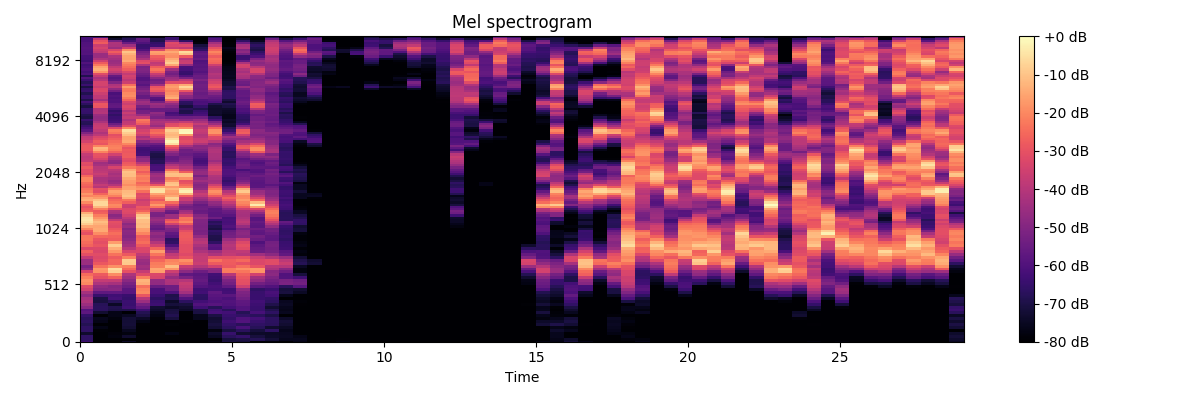 Mel spectrogram
Hz
8192
4096
2048
1024
512
0
0 5 10 15 20 25
Time
+0 dB
-10 dB
-20 dB
-30 dB
-40 dB
-50 dB
-60 dB
-70 dB
-80 dB